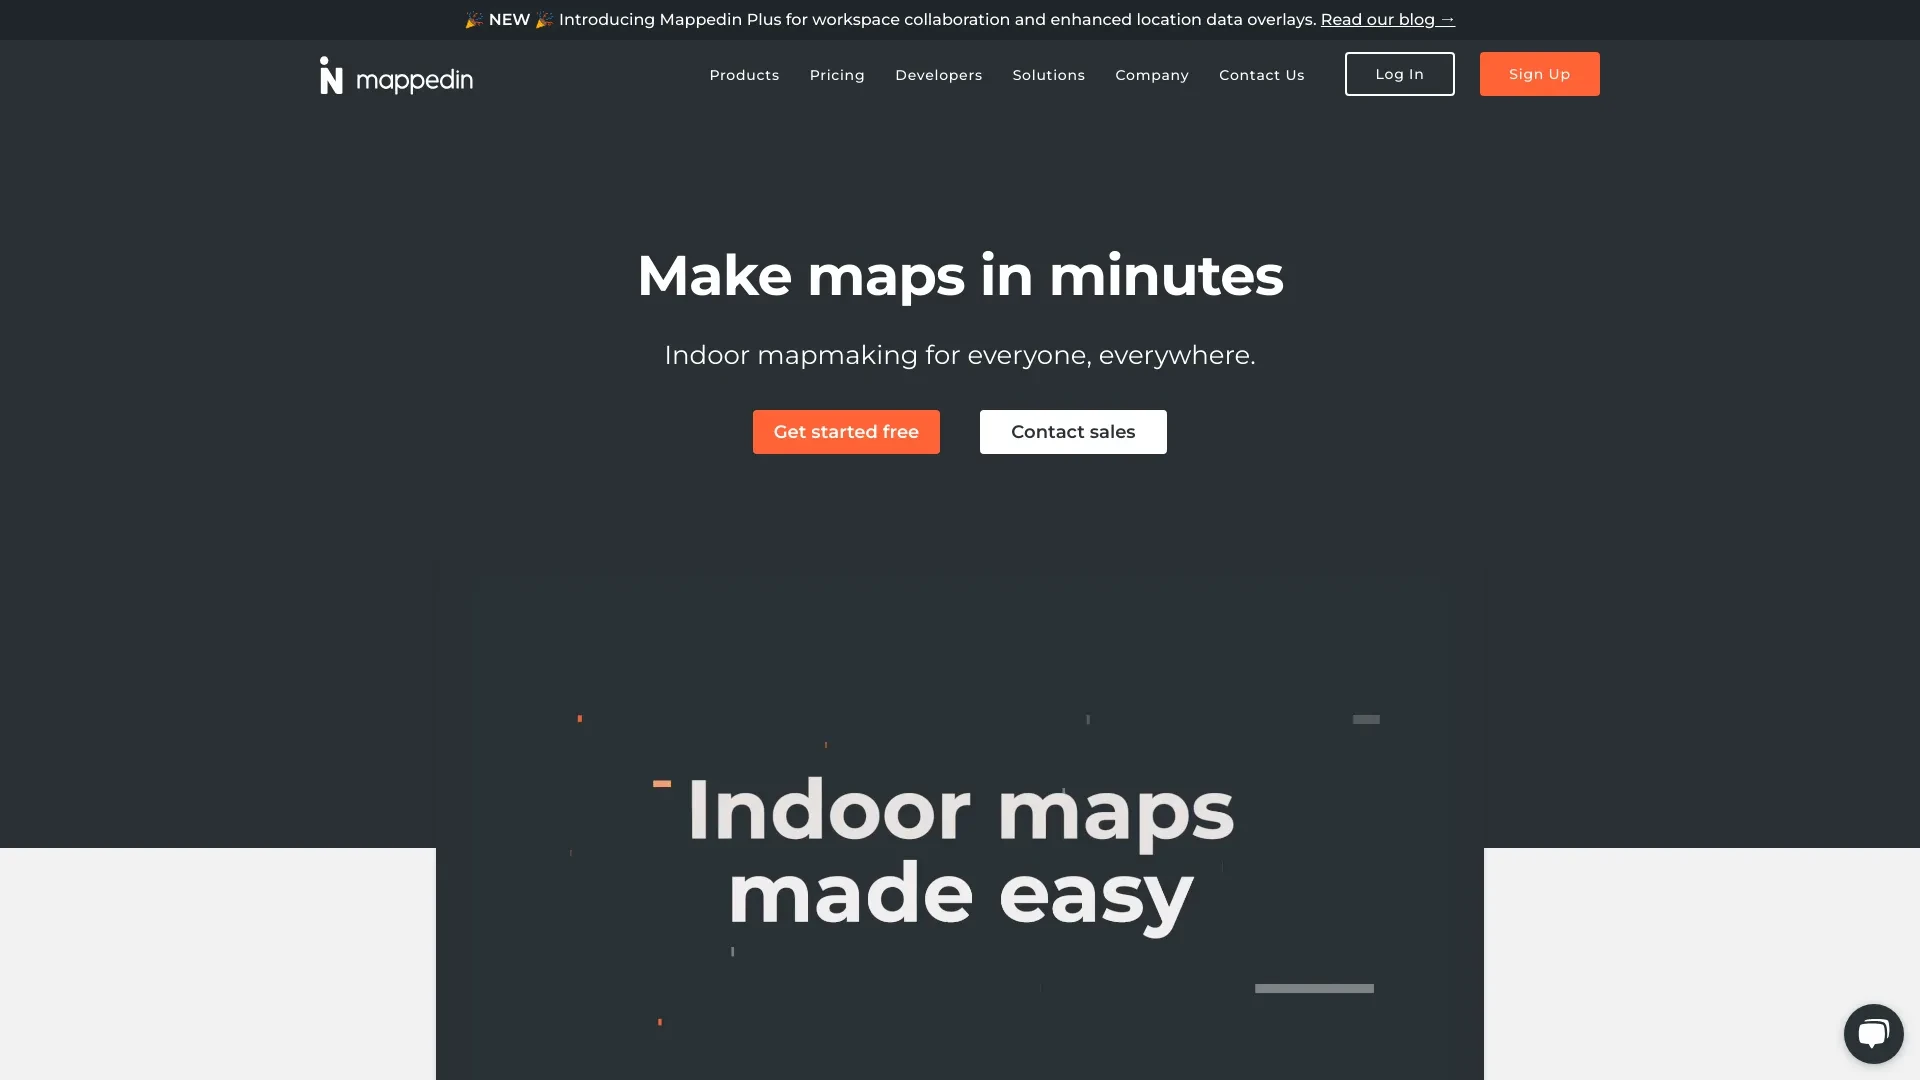 🎉 NEW 🎉 Introducing Mappedin Plus for workspace collaboration and enhanced location data overlays. Read our blog →
mappedin
Products
Pricing
Developers
Solutions
Company
Contact Us
Log In
Sign Up
Make maps in minutes
Indoor mapmaking for everyone, everywhere.
Get started free
Contact sales
Indoor maps
made easy